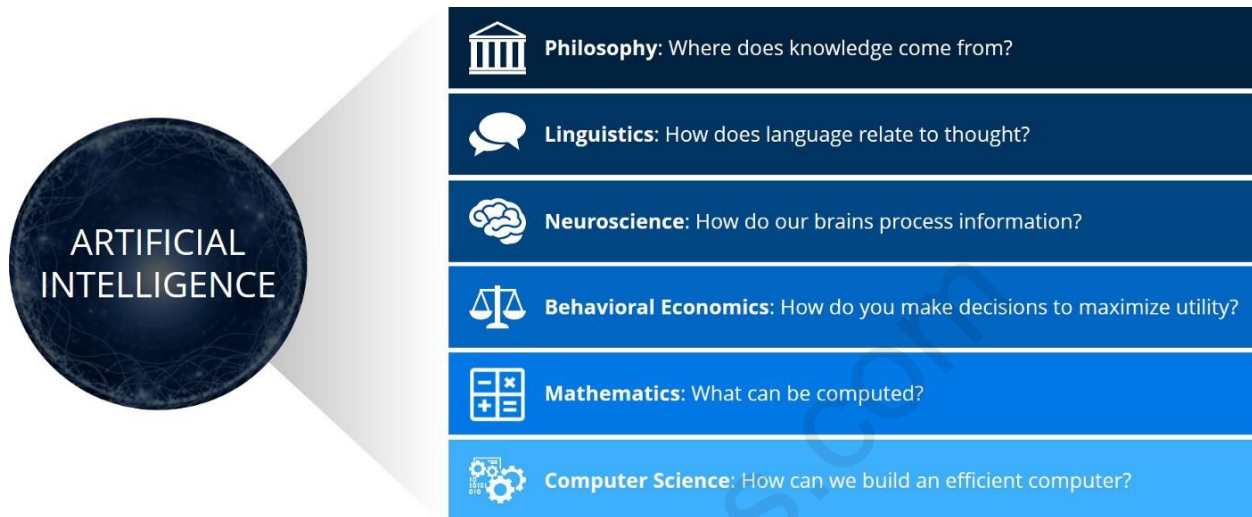 ARTIFICIAL
INTELLIGENCE
Philosophy: Where does knowledge come from?
Linguistics: How does language relate to thought?
Neuroscience: How do our brains process information?
Behavioral Economics: How do you make decisions to maximize utility?
Mathematics: What can be computed?
Computer Science: How can we build an efficient computer?
s.com